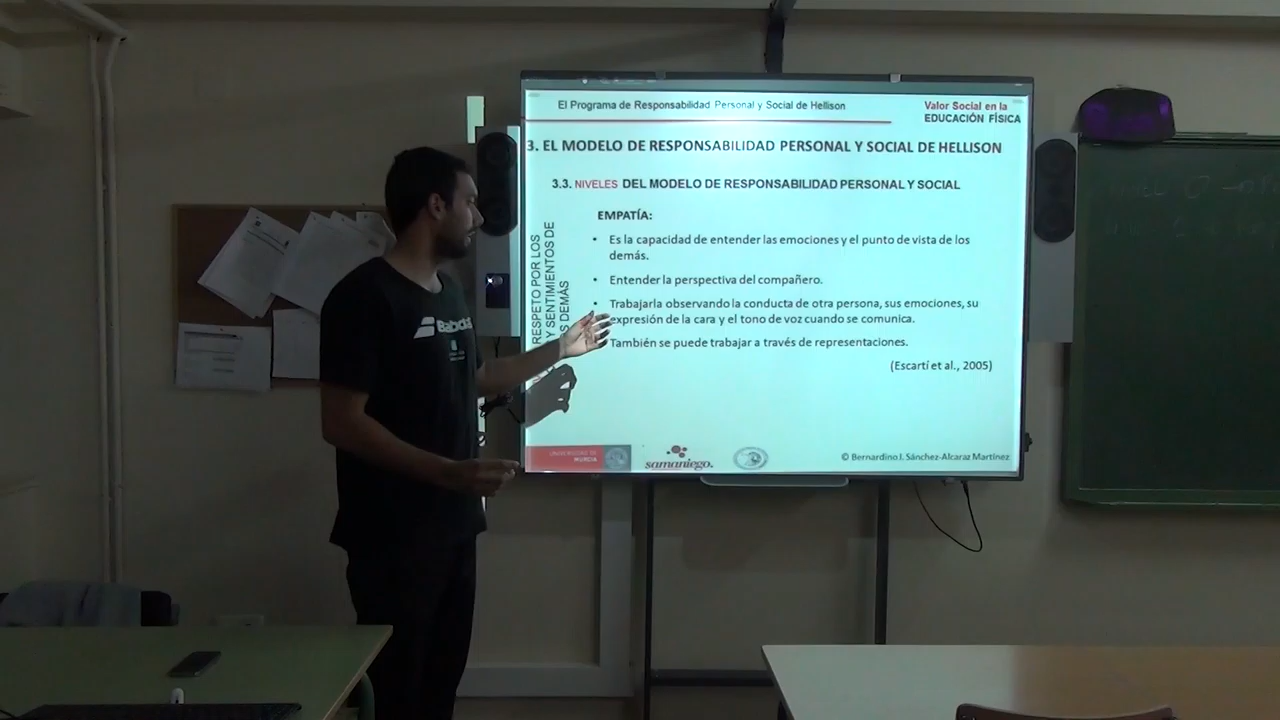 El Programa de Responsabilidad Personal y Social de Hellison
Valor Social en la
EDUCACIÓN FÍSICA
3. EL MODELO DE RESPONSABILIDAD PERSONAL Y SOCIAL DE HELLISON
3.3. NIVELES DEL MODELO DE RESPONSABILIDAD PERSONAL Y SOCIAL
RESPETO POR LOS
Y SENTIMIENTOS DE
DEMÁS
EMPATÍA:
• Es la capacidad de entender las emociones y el punto de vista de los
demás.
• Entender la perspectiva del compañero.
• Trabajarla observando la conducta de otra persona, sus emociones, su
expresión de la cara y el tono de voz cuando se comunica.
También se puede trabajar a través de representaciones.
(Escartí et al., 2005)
UNIVERSIDAD DE
MURCIA
samaniego.
© Bernardino J. Sánchez-Alcaraz Martínez
Babolat